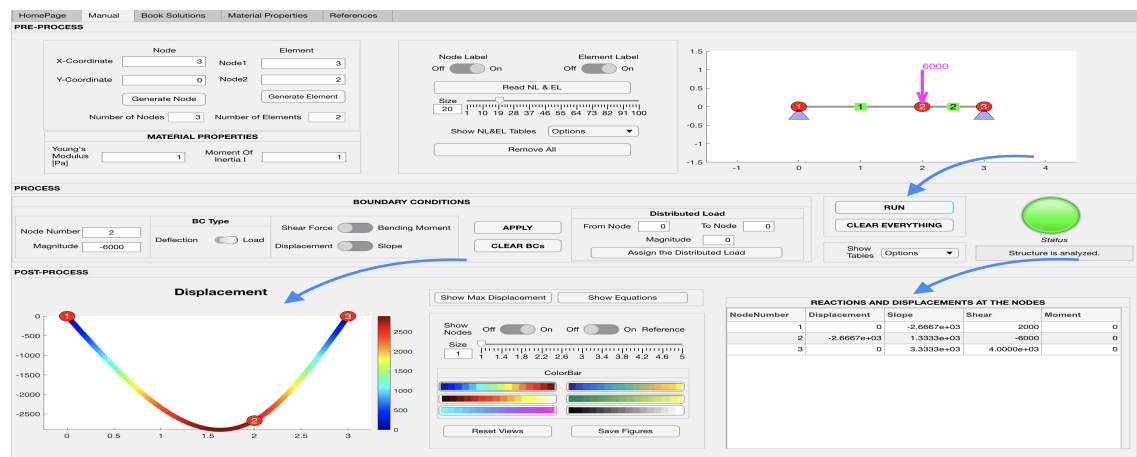 HomePage Manual Book Solutions Material Properties References
PRE-PROCESS
Node Element
X-Coordinate 3 Node1 3
Y-Coordinate 0 Node2 2
Generate Node Generate Element
Number of Nodes 3 Number of Elements 2
MATERIAL PROPERTIES
Young's Modulus [Pa] 1 Moment Of Inertia I 1
Node Label Element Label
Off On Off On
Read NL & EL
Size
20 1 10 19 28 37 46 55 64 73 82 91 100
Show NL&EL Tables Options
Remove All
1.5
1
0.5
0
-0.5
-1
-1.5
6000
1 1 2 2 3
-1 0 1 2 3 4
PROCESS
BOUNDARY CONDITIONS
Node Number 2
Magnitude -6000
BC Type
Deflection Load
Shear Force Bending Moment
Displacement Slope
APPLY
CLEAR BCs
Distributed Load
From Node 0 To Node 0
Magnitude 0
Assign the Distributed Load
RUN
CLEAR EVERYTHING
Show Tables Options
Status
Structure is analyzed.
POST-PROCESS
Displacement
0
-500
-1000
-1500
-2000
-2500
1 3
2
0 0.5 1 1.5 2 2.5 3
2500
2000
1500
1000
500
0
Show Max Displacement Show Equations
Show Nodes Off On Off On Reference
Size
1 1 1.4 1.8 2.2 2.6 3 3.4 3.8 4.2 4.6 5
ColorBar
Reset Views Save Figures
REACTIONS AND DISPLACEMENTS AT THE NODES
NodeNumber Displacement Slope Shear Moment
1 0 -2.6667e+03 2000 0
2 -2.6667e+03 1.3333e+03 -6000 0
3 0 3.3333e+03 4.0000e+03 0